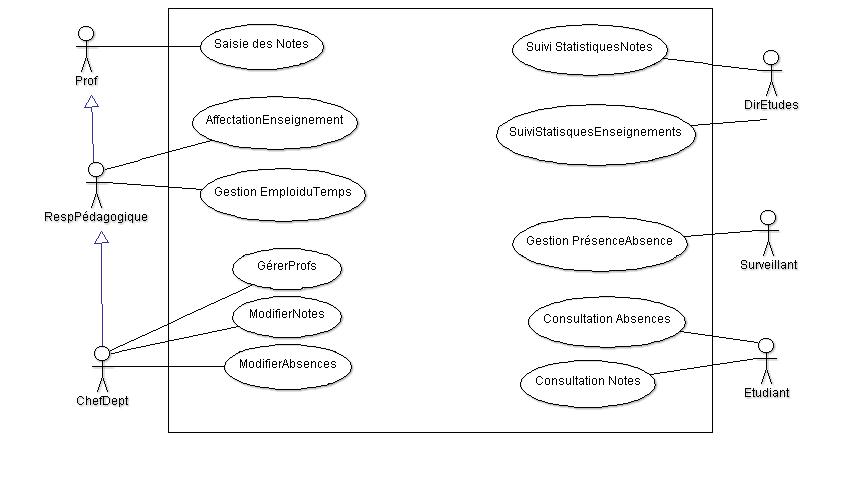 Saisie des Notes
Suivi StatistiquesNotes
Prof
DirEtudes
AffectationEnseignement
SuiviStatisquesEnseignements
Gestion EmploiduTemps
RespPédagogique
Gestion PrésenceAbsence
Surveillant
GérerProfs
ModifierNotes
Consultation Absences
ModifierAbsences
Consultation Notes
ChefDept
Etudiant